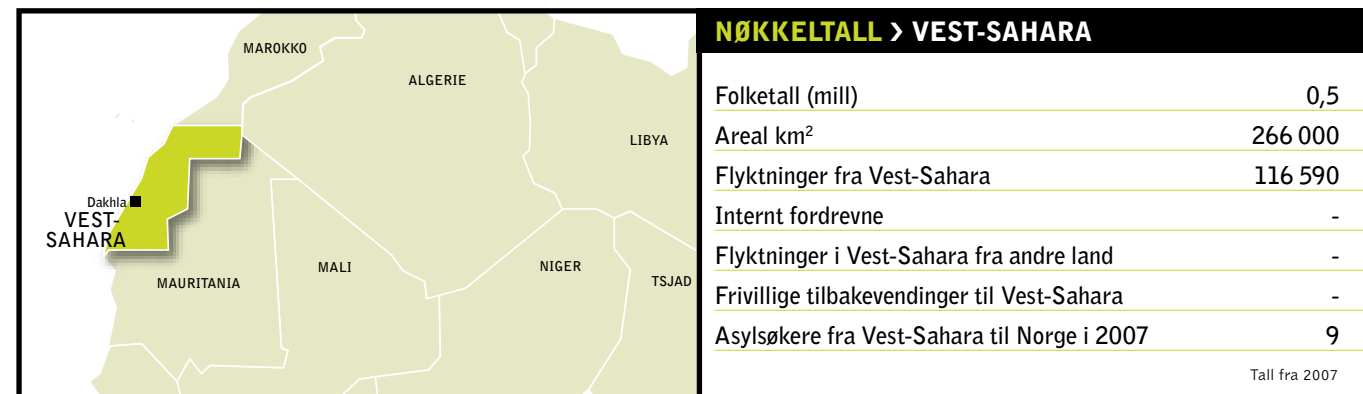 MAROKKO
ALGERIE
LIBYA
Dakhla
VEST-
SAHARA
MAURITANIA
MALI
NIGER
TSJAD
NØKKELTALL › VEST-SAHARA
Folketall (mill) 0,5
Areal km² 266 000
Flyktninger fra Vest-Sahara 116 590
Internt fordrevne -
Flyktninger i Vest-Sahara fra andre land -
Frivillige tilbakevendinger til Vest-Sahara -
Asylsøkere fra Vest-Sahara til Norge i 2007 9
Tall fra 2007